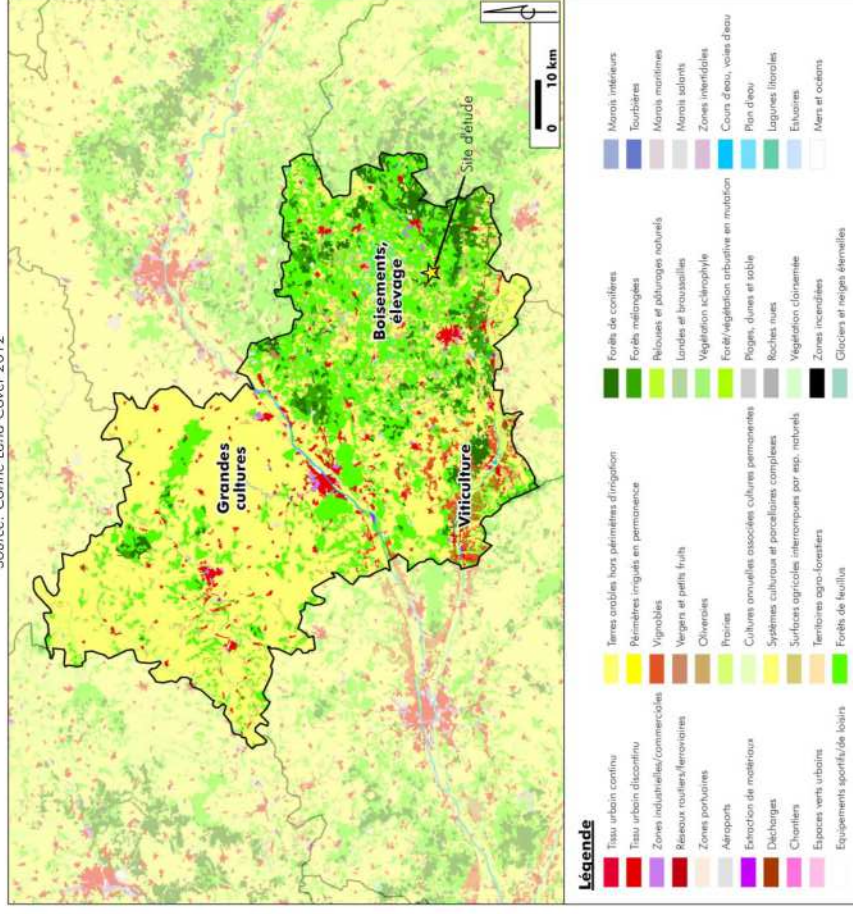 Source: Corine Land Cover 2012
Grandes
cultures
Boisements,
élevage
Viticulture
Site d'étude
0 10 km
Légende
Tissu urbain continu
Tissu urbain discontinu
Zones industrielles/commerciales
Réseaux routiers/ferroviaires
Zones portuaires
Aéroports
Extraction de matériaux
Décharges
Chantiers
Espaces verts urbains
Equipements sportifs/de loisirs
Terres arables hors périmètres d'irrigation
Périmètres irrigués en permanence
Vignobles
Vergers et petits fruits
Oliveraies
Prairies
Cultures annuelles associées cultures permanentes
Systèmes culturaux et parcellaires complexes
Surfaces agricoles interrompues par esp. naturels
Territoires agro-forestiers
Forêts de feuillus
Forêts de conifères
Forêts mélangées
Pelouses et pâturages naturels
Landes et broussailles
Végétation sclérophyle
Forêt/végétation arbustive en mutation
Plages, dunes et sable
Roches nues
Végétation clairsemée
Zones incendiées
Glaciers et neiges éternelles
Marais intérieurs
Tourbières
Marais maritimes
Marais salants
Zones intertidales
Cours d'eau, voies d'eau
Plan d'eau
Lagunes litorales
Estuaires
Mers et océans